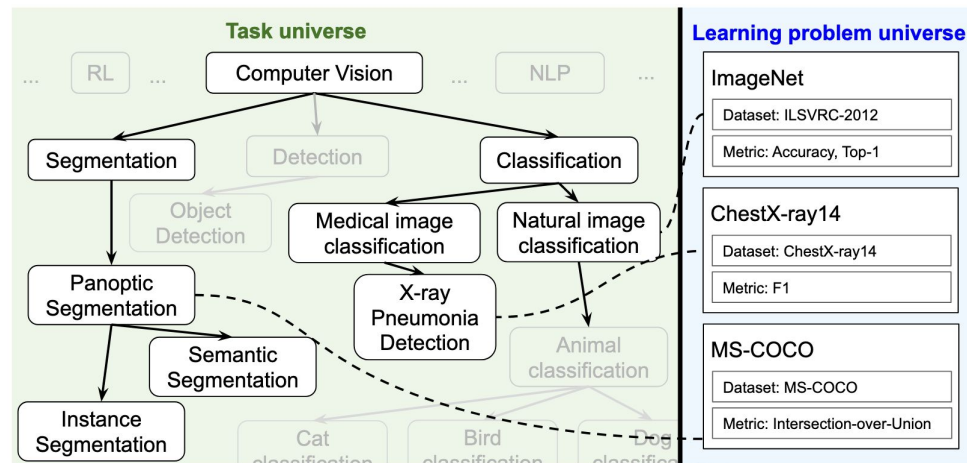 Task universe
Learning problem universe
... RL ... Computer Vision ... NLP ...
Segmentation
Detection
Classification
Object
Detection
Medical image
classification
Natural image
classification
Panoptic
Segmentation
X-ray
Pneumonia
Detection
Semantic
Segmentation
Animal
classification
Instance
Segmentation
Cat
classification
Bird
classification
Dog
ImageNet
Dataset: ILSVRC-2012
Metric: Accuracy, Top-1
ChestX-ray14
Dataset: ChestX-ray14
Metric: F1
MS-COCO
Dataset: MS-COCO
Metric: Intersection-over-Union